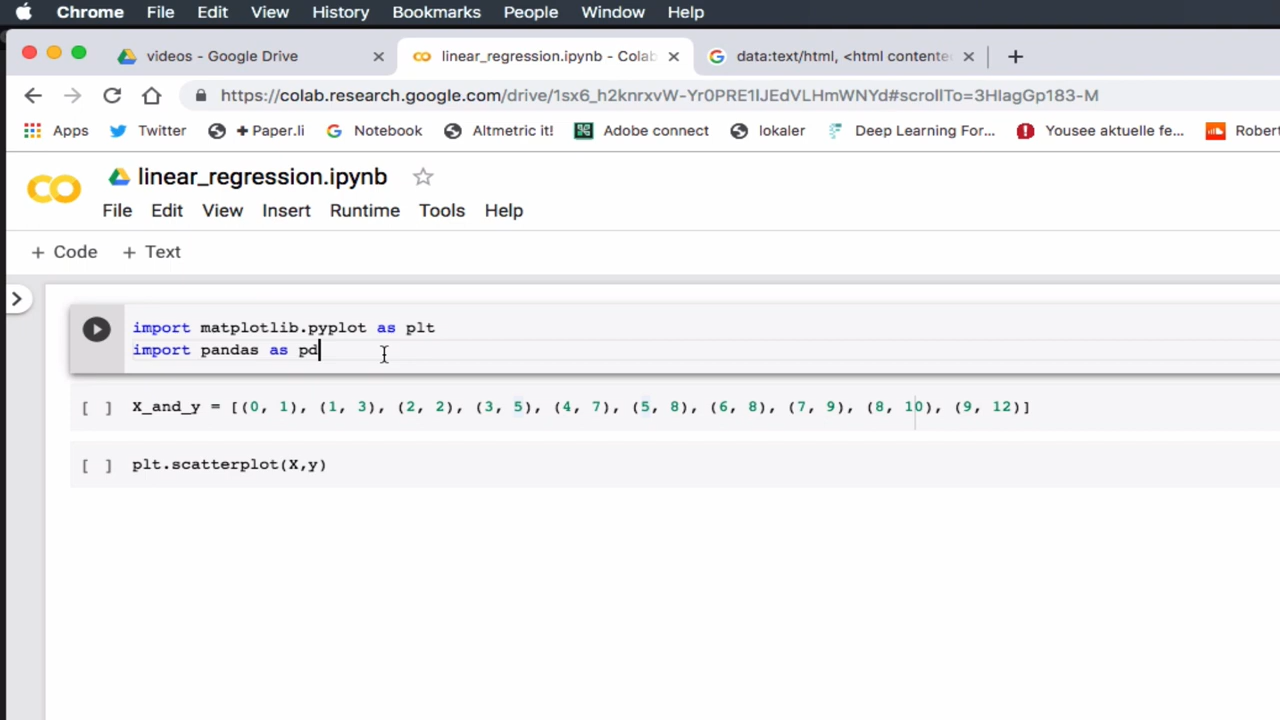 Chrome File Edit View History Bookmarks People Window Help
videos - Google Drive linear_regression.ipynb - Colab data:text/html, <html contente
https://colab.research.google.com/drive/1sx6_h2knrxvW-Yr0PRE1IJEdVLHmWNYd#scrollTo=3HIagGp183-M
Apps Twitter + Paper.li Notebook Altmetric it! Adobe connect lokaler Deep Learning For... Yousee aktuelle fe... Robert
linear_regression.ipynb
File Edit View Insert Runtime Tools Help
+ Code + Text
import matplotlib.pyplot as plt
import pandas as pd
[ ] X_and_y = [(0, 1), (1, 3), (2, 2), (3, 5), (4, 7), (5, 8), (6, 8), (7, 9), (8, 10), (9, 12)]
[ ] plt.scatterplot(X,y)